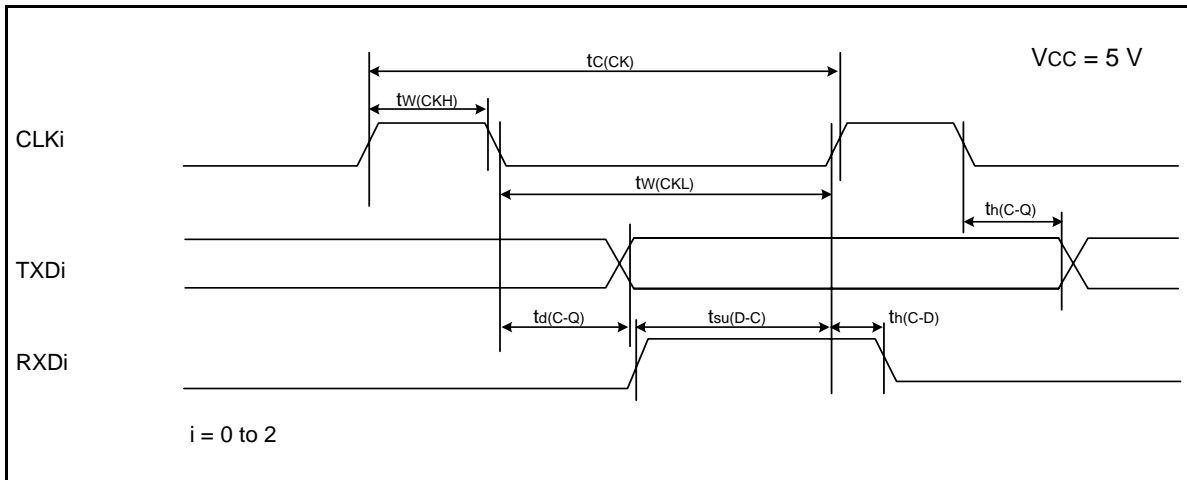 tC(CK)
VCC = 5 V
tW(CKH)
CLKi
tW(CKL)
th(C-Q)
TXDi
td(C-Q)
tsu(D-C)
th(C-D)
RXDi
i = 0 to 2